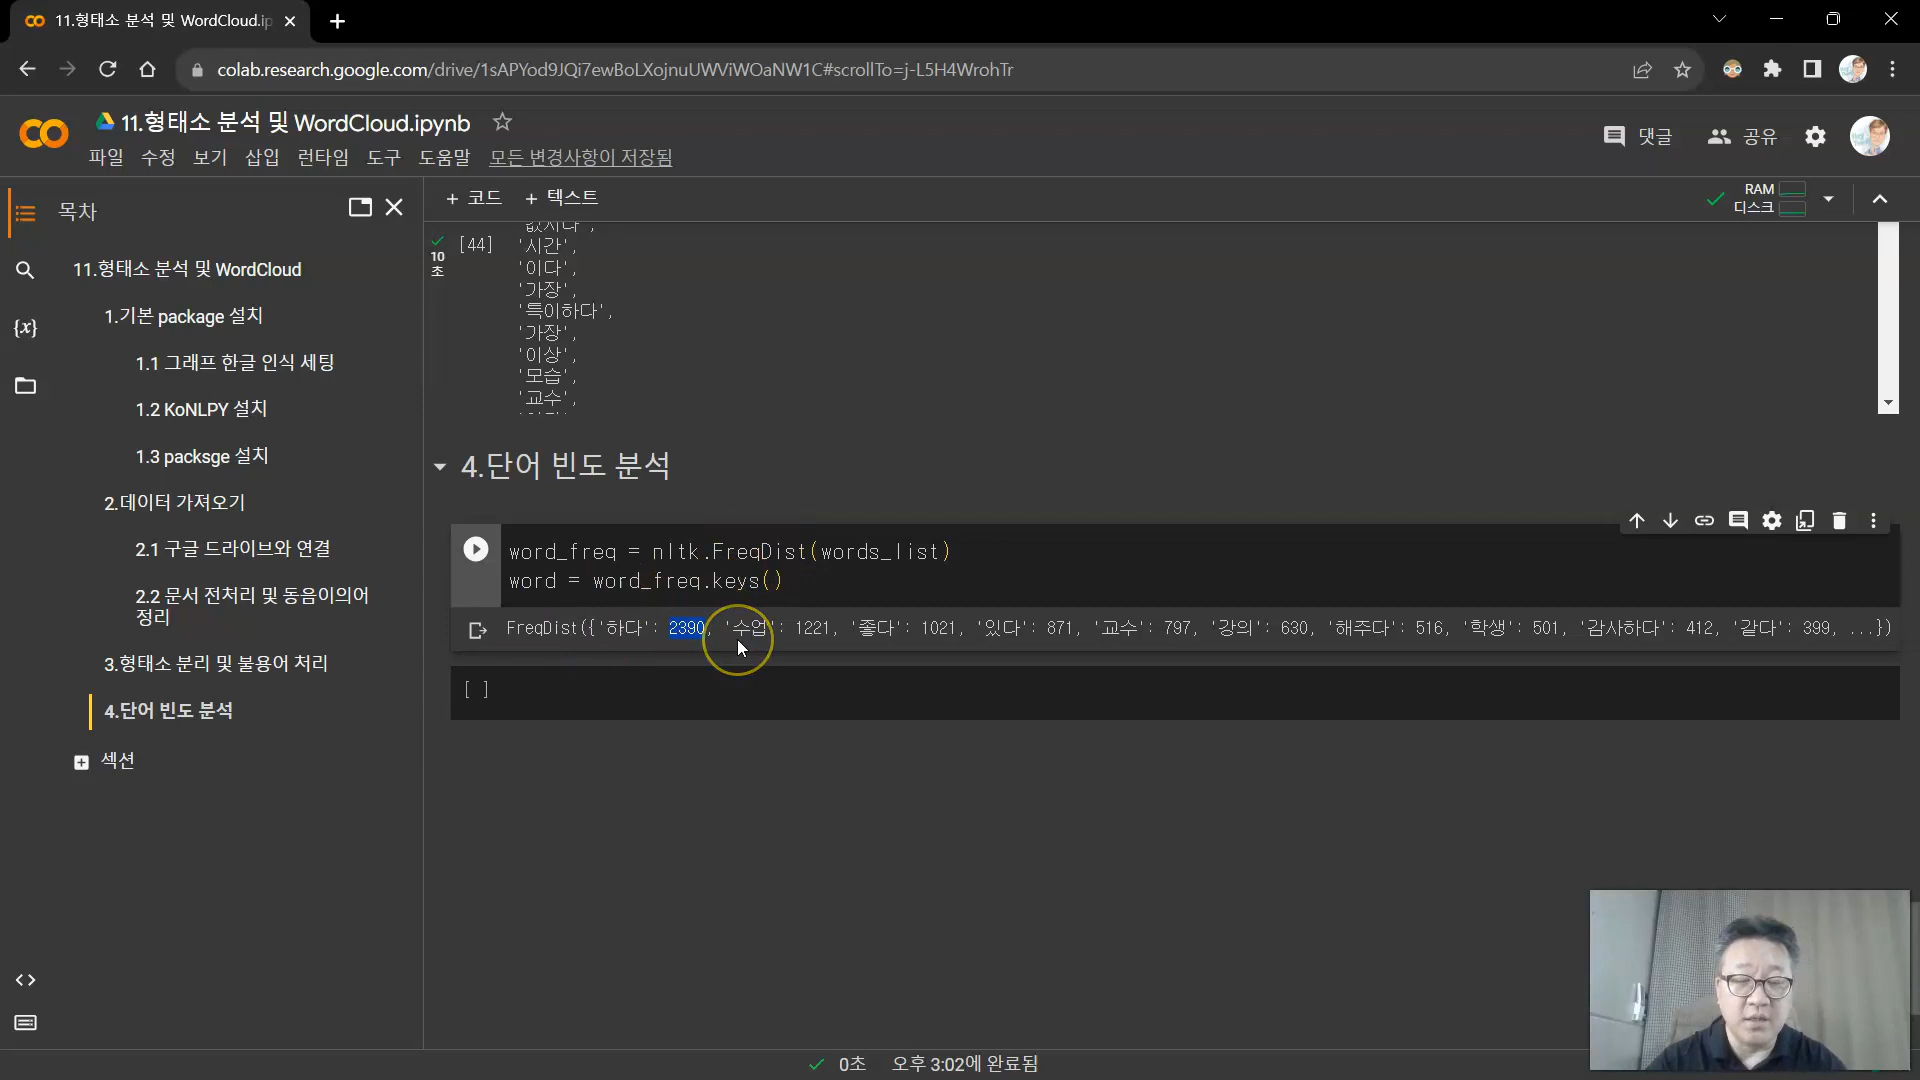 11.형태소 분석 및 WordCloud.ip
colab.research.google.com/drive/1sAPYod9JQi7ewBoLXojnuUWViWOaNW1C#scrollTo=j-L5H4WrohTr
11.형태소 분석 및 WordCloud.ipynb
파일 수정 보기 삽입 런타임 도구 도움말 모든 변경사항이 저장됨
댓글 공유
목차
+ 코드 + 텍스트
RAM
디스크
11.형태소 분석 및 WordCloud
1.기본 package 설치
1.1 그래프 한글 인식 세팅
1.2 KoNLPY 설치
1.3 packsge 설치
2.데이터 가져오기
2.1 구글 드라이브와 연결
2.2 문서 전처리 및 동음이의어
정리
3.형태소 분리 및 불용어 처리
4.단어 빈도 분석
섹션
10
초
[44]
'시간',
'이다',
'가장',
'특이하다',
'가장',
'이상',
'모습',
'교수',
4.단어 빈도 분석
word_freq = nltk.FreqDist(words_list)
word = word_freq.keys()
FreqDist({'하다': 2390, '수업': 1221, '좋다': 1021, '있다': 871, '교수': 797, '강의': 630, '해주다': 516, '학생': 501, '감사하다': 412, '같다': 399, ...})
[ ]
0초 오후 3:02에 완료됨